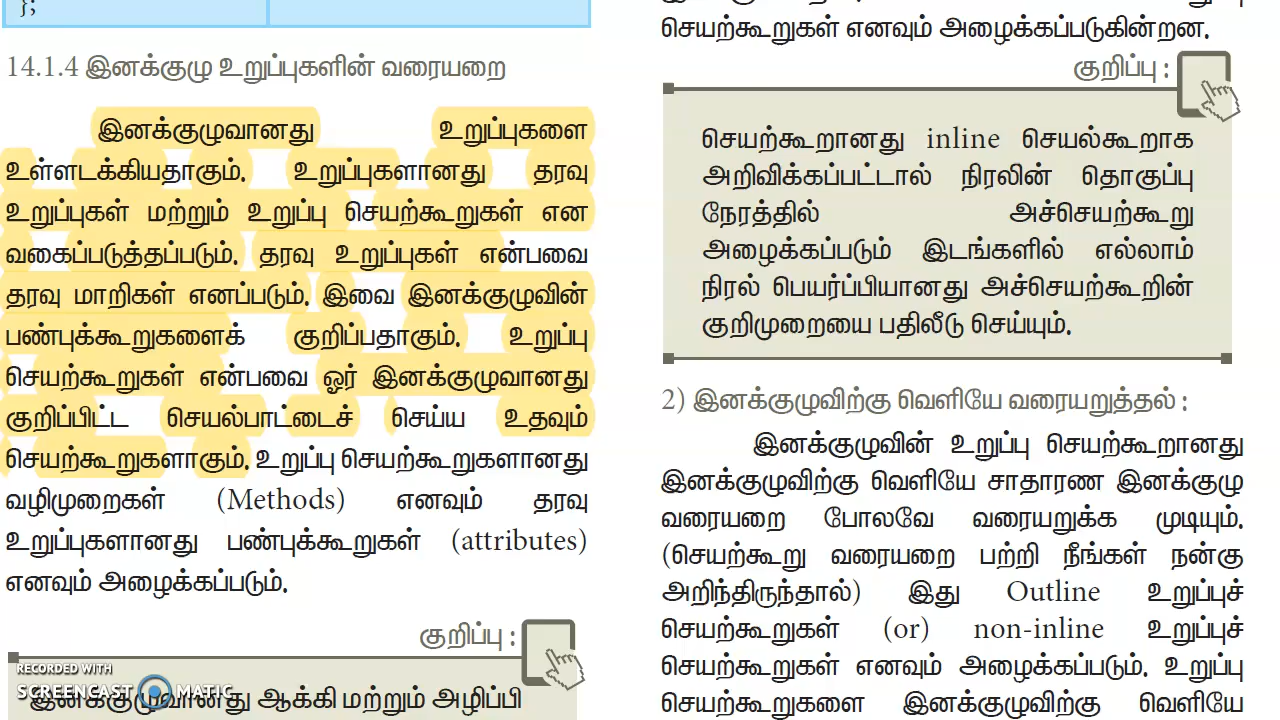 };
14.1.4 இனக்குழு உறுப்புகளின் வரையறை
இனக்குழுவானது உறுப்புகளை
உள்ளடக்கியதாகும். உறுப்புகளானது தரவு
உறுப்புகள் மற்றும் உறுப்பு செயற்கூறுகள் என
வகைப்படுத்தப்படும். தரவு உறுப்புகள் என்பவை
தரவு மாறிகள் எனப்படும். இவை இனக்குழுவின்
பண்புக்கூறுகளைக் குறிப்பதாகும். உறுப்பு
செயற்கூறுகள் என்பவை ஓர் இனக்குழுவானது
குறிப்பிட்ட செயல்பாட்டைச் செய்ய உதவும்
செயற்கூறுகளாகும். உறுப்பு செயற்கூறுகளானது
வழிமுறைகள் (Methods) எனவும் தரவு
உறுப்புகளானது பண்புக்கூறுகள் (attributes)
எனவும் அழைக்கப்படும்.
குறிப்பு :
இனக்குழுவானது ஆக்கி மற்றும் அழிப்பி
RECORDED WITH
SCREENCAST MATIC
செயற்கூறுகள் எனவும் அழைக்கப்படுகின்றன.
குறிப்பு :
செயற்கூறானது inline செயல்கூறாக
அறிவிக்கப்பட்டால் நிரலின் தொகுப்பு
நேரத்தில் அச்செயற்கூறு
அழைக்கப்படும் இடங்களில் எல்லாம்
நிரல் பெயர்ப்பியானது அச்செயற்கூறின்
குறிமுறையை பதிலீடு செய்யும்.
2) இனக்குழுவிற்கு வெளியே வரையறுத்தல் :
இனக்குழுவின் உறுப்பு செயற்கூறானது
இனக்குழுவிற்கு வெளியே சாதாரண இனக்குழு
வரையறை போலவே வரையறுக்க முடியும்.
(செயற்கூறு வரையறை பற்றி நீங்கள் நன்கு
அறிந்திருந்தால்) இது Outline உறுப்புச்
செயற்கூறுகள் (or) non-inline உறுப்புச்
செயற்கூறுகள் எனவும் அழைக்கப்படும். உறுப்பு
செயற்கூறுகளை இனக்குழுவிற்கு வெளியே